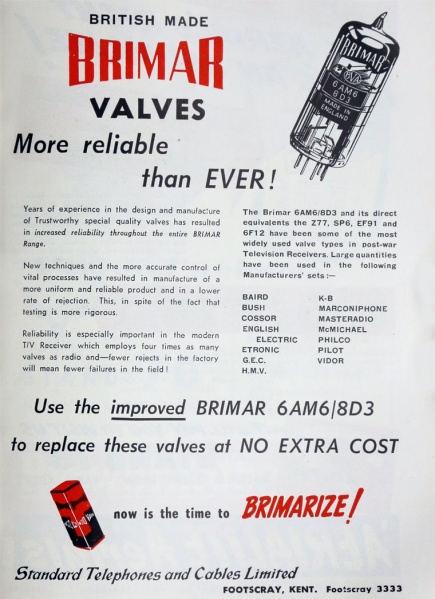 BRITISH MADE
BRIMAR
VALVES
More reliable
than EVER!
BRIMAR
BVA
6AM6
8D3
MADE IN
ENGLAND
Years of experience in the design and manufacture
of Trustworthy special quality valves has resulted
in increased reliability throughout the entire BRIMAR
Range.
New techniques and the more accurate control of
vital processes have resulted in manufacture of a
more uniform and reliable product and in a lower
rate of rejection. This, in spite of the fact that
testing is more rigorous.
Reliability is especially important in the modern
T/V Receiver which employs four times as many
valves as radio and—fewer rejects in the factory
will mean fewer failures in the field!
The Brimar 6AM6/8D3 and its direct
equivalents the Z77, SP6, EF91 and
6F12 have been some of the most
widely used valve types in post-war
Television Receivers. Large quantities
have been used in the following
Manufacturers' sets:—
BAIRD
BUSH
COSSOR
ENGLISH
ELECTRIC
ETRONIC
G.E.C.
H.M.V.
K-B
MARCONIPHONE
MASTERADIO
McMICHAEL
PHILCO
PILOT
VIDOR
Use the improved BRIMAR 6AM6/8D3
to replace these valves at NO EXTRA COST
now is the time to BRIMARIZE!
Standard Telephones and Cables Limited
FOOTSCRAY, KENT. Footscray 3333